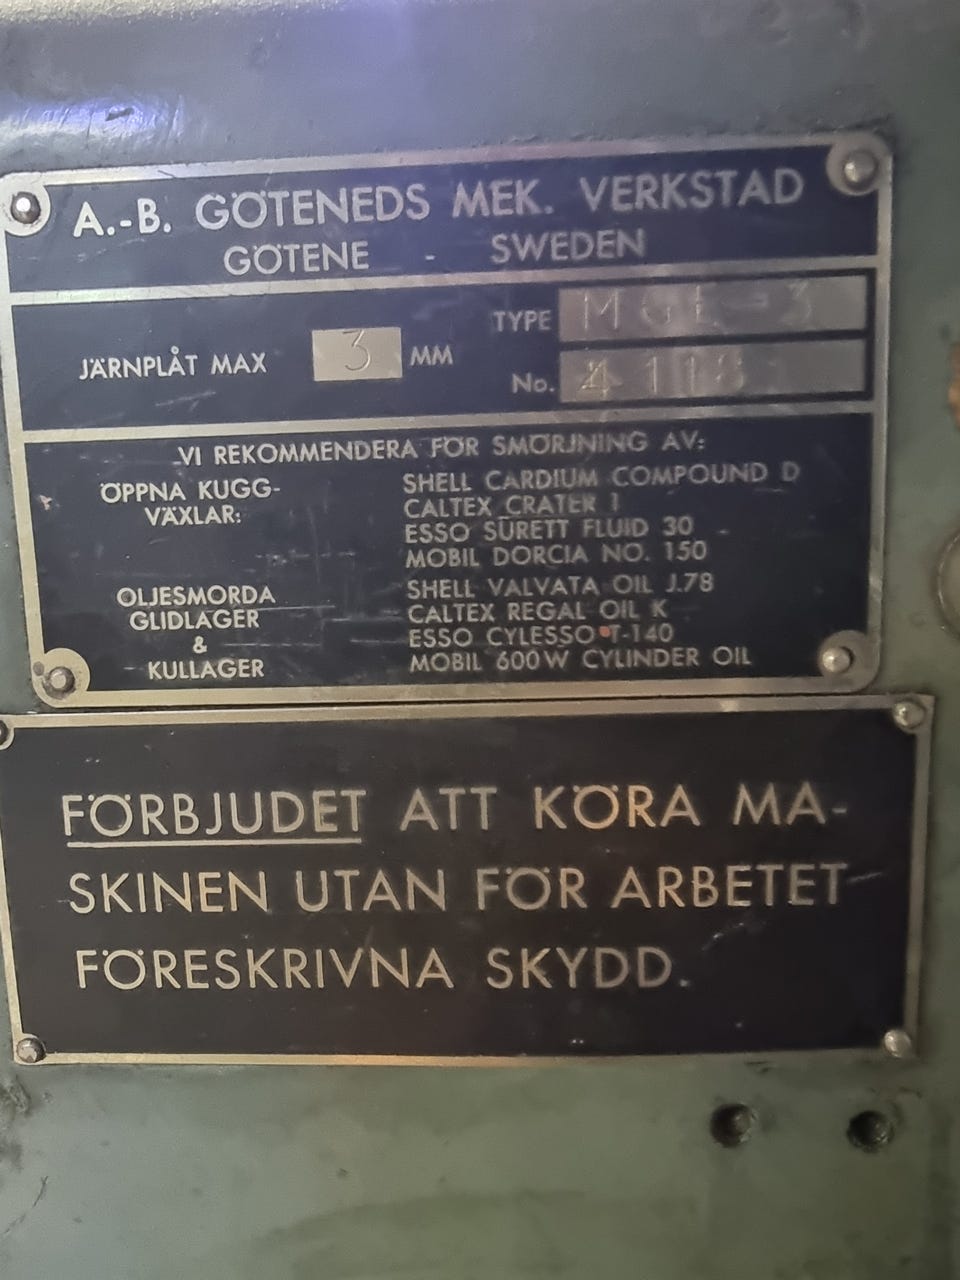 A.-B. GÖTENEDS MEK. VERKSTAD
GÖTENE - SWEDEN
JÄRNPLÅT MAX 3 MM
TYPE
No.
VI REKOMMENDERA FÖR SMÖRJNING AV:
ÖPPNA KUGG-
VÄXLAR:
SHELL CARDIUM COMPOUND D
CALTEX CRATER 1
ESSO SURETT FLUID 30
MOBIL DORCIA NO. 150
OLJESMORDA
GLIDLAGER
&
KULLAGER
SHELL VALVATA OIL J.78
CALTEX REGAL OIL K
ESSO CYLESSO T-140
MOBIL 600W CYLINDER OIL
FÖRBJUDET ATT KÖRA MA-
SKINEN UTAN FÖR ARBETET
FÖRESKRIVNA SKYDD.